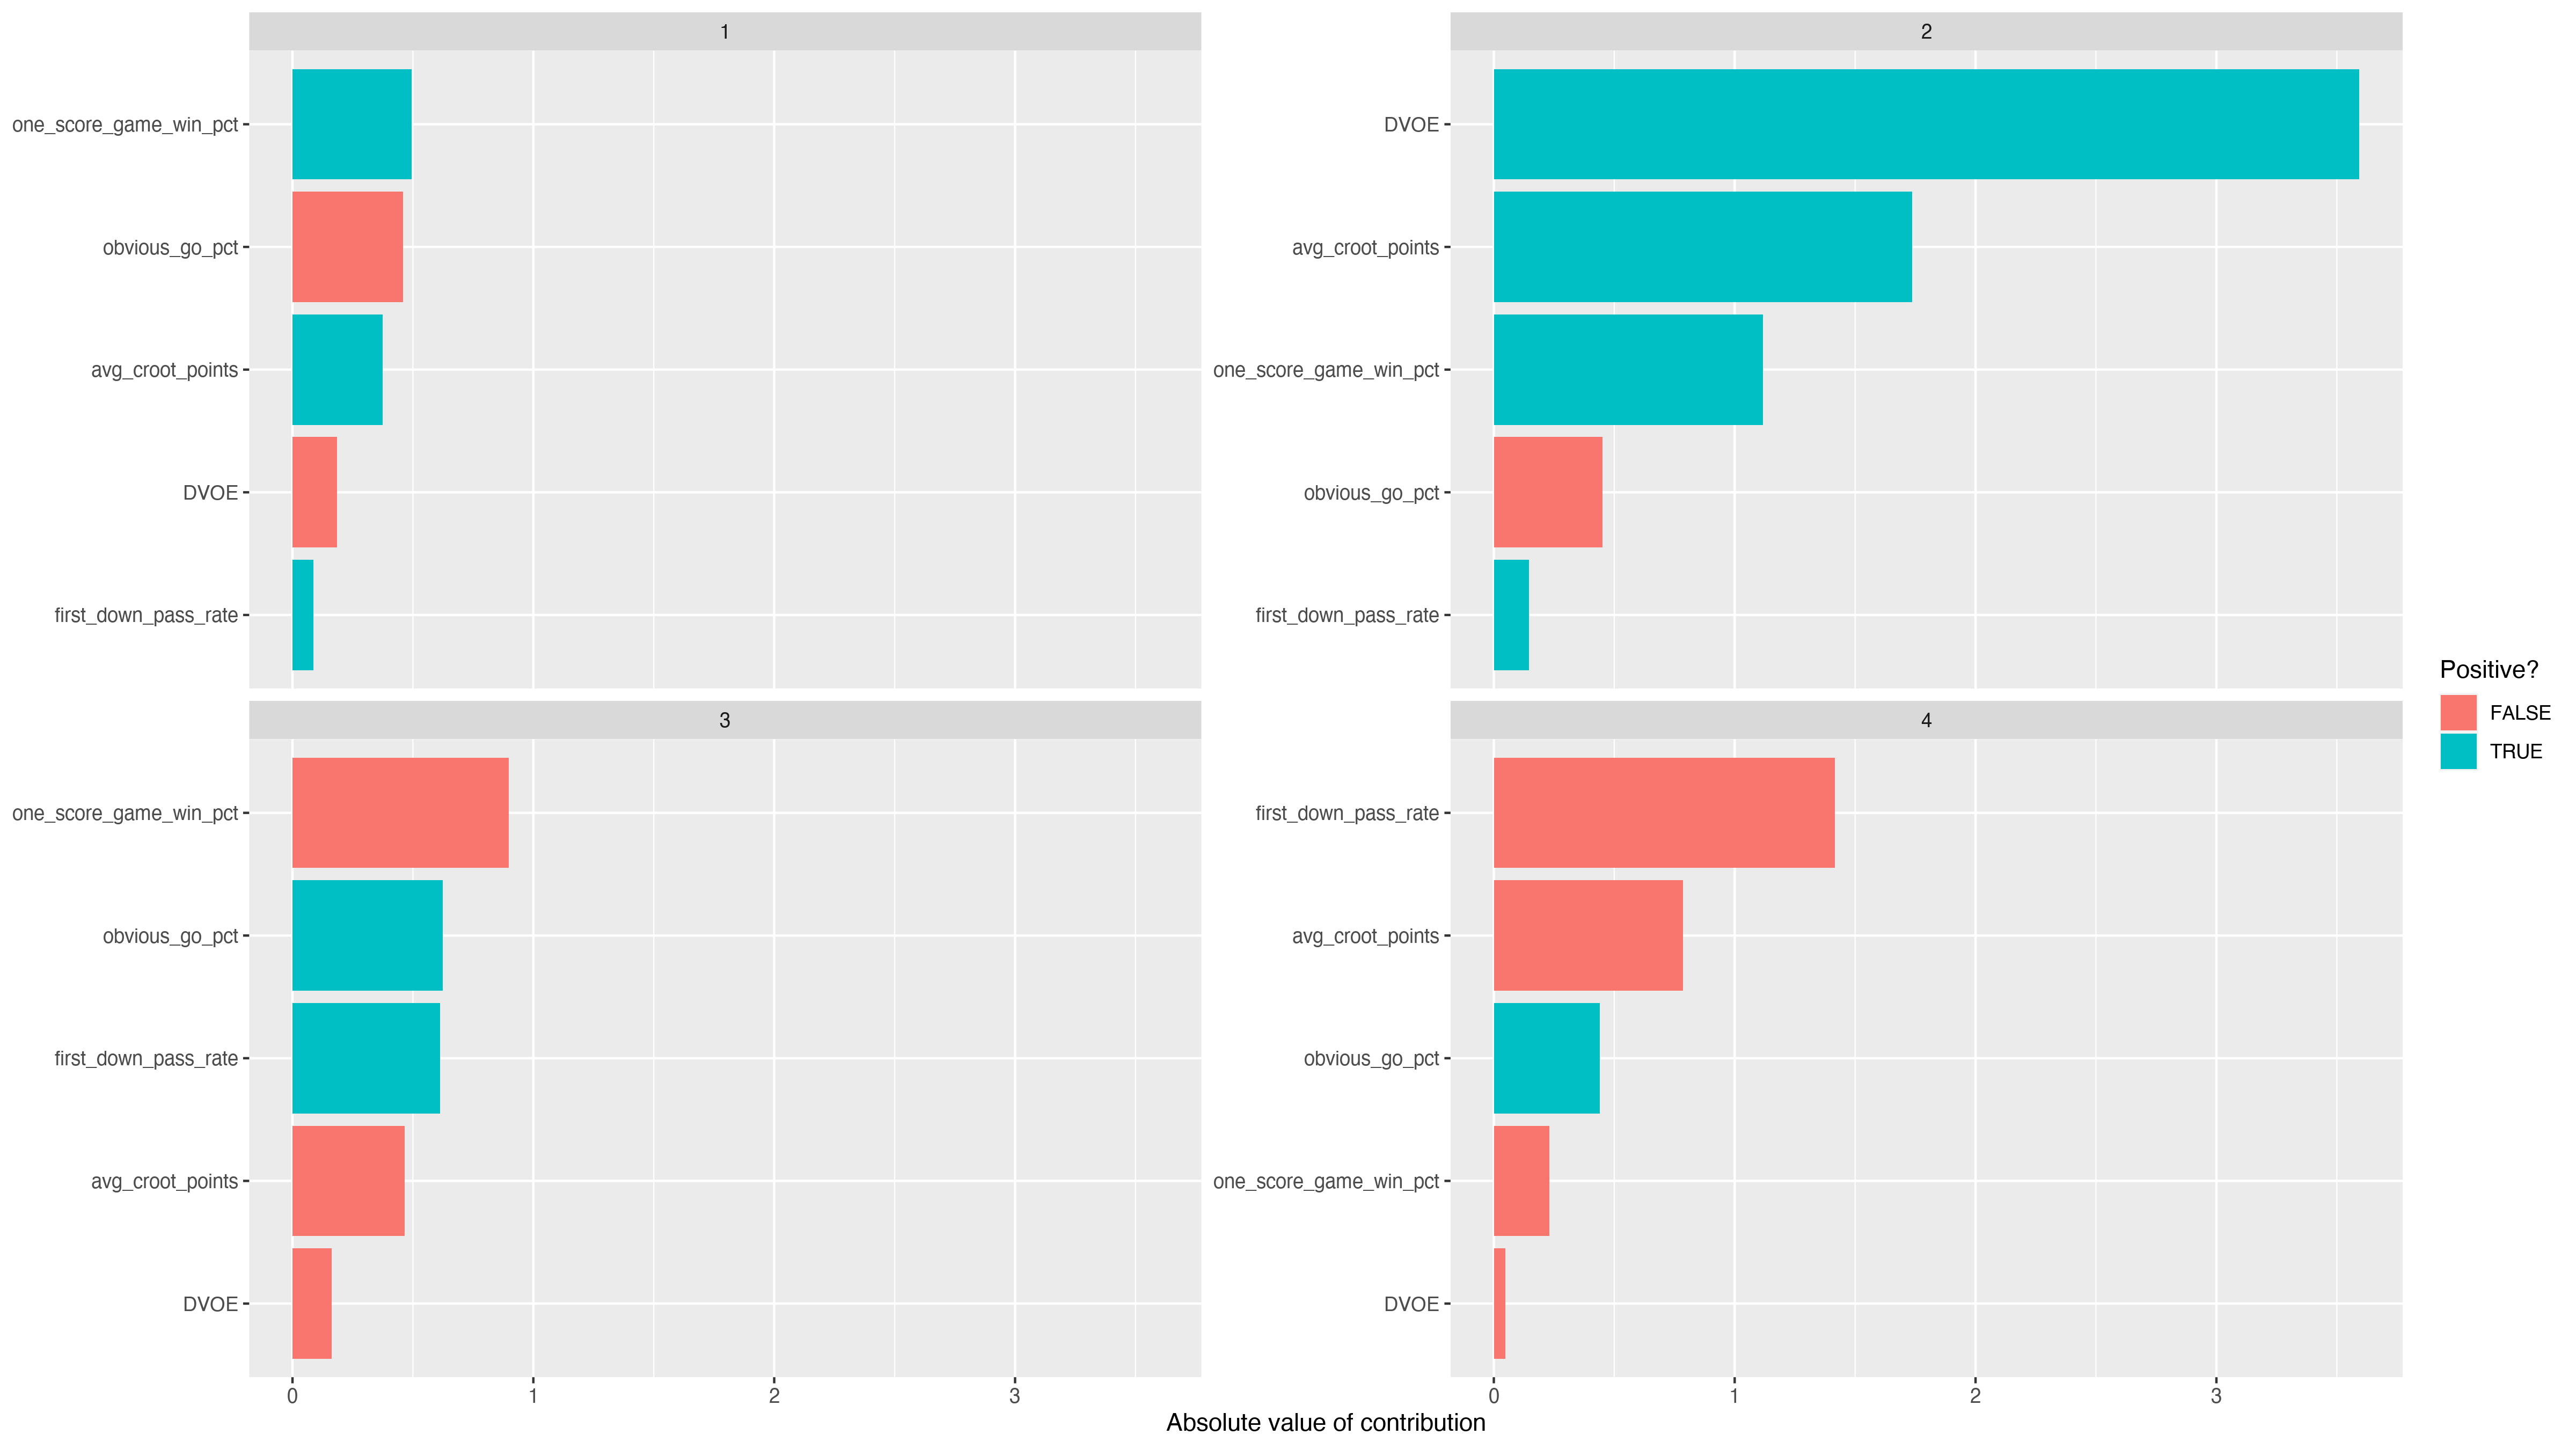 1
one_score_game_win_pct
obvious_go_pct
avg_croot_points
DVOE
first_down_pass_rate
2
DVOE
avg_croot_points
one_score_game_win_pct
obvious_go_pct
first_down_pass_rate
3
one_score_game_win_pct
obvious_go_pct
first_down_pass_rate
avg_croot_points
DVOE
0 1 2 3
4
first_down_pass_rate
avg_croot_points
obvious_go_pct
one_score_game_win_pct
DVOE
0 1 2 3
Absolute value of contribution
Positive?
FALSE
TRUE